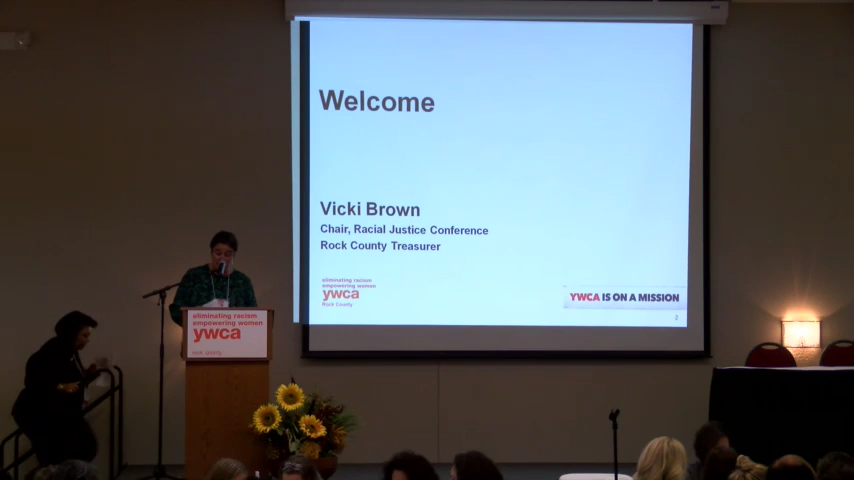 Welcome
Vicki Brown
Chair, Racial Justice Conference
Rock County Treasurer
eliminating racism
empowering women
ywca
Rock County
YWCA IS ON A MISSION
2
eliminating racism
empowering women
ywca
rock county